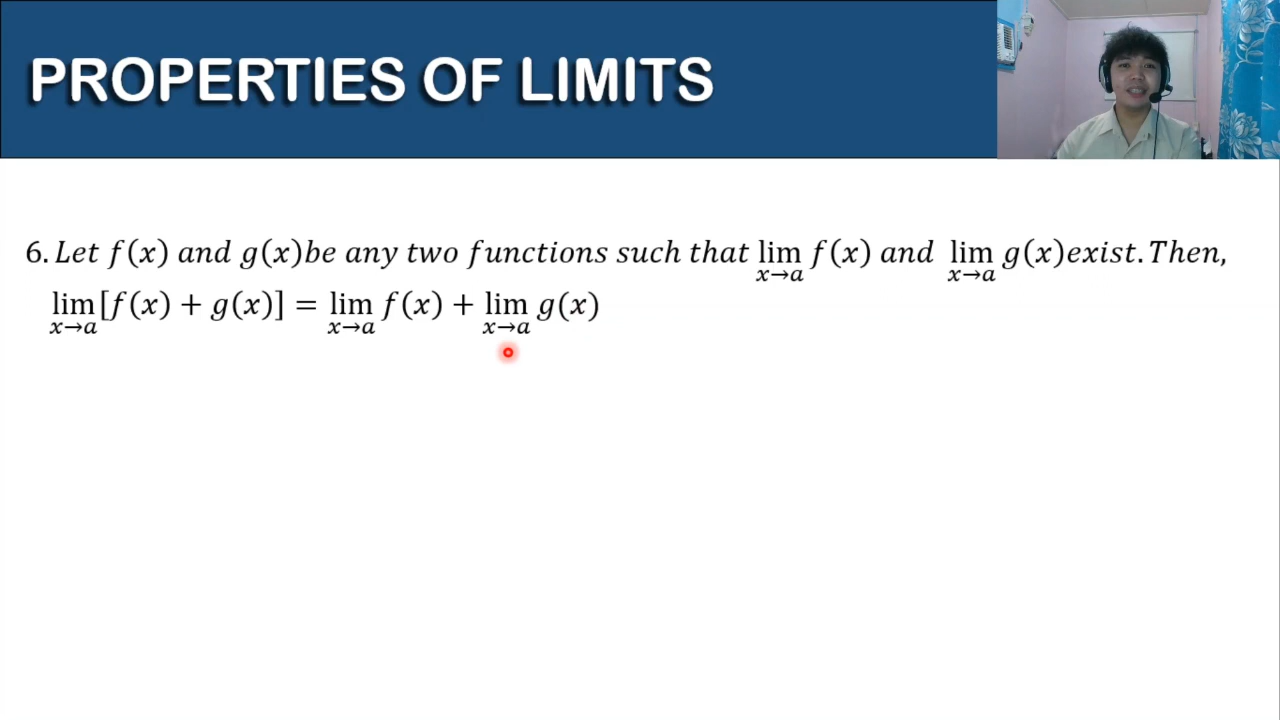 PROPERTIES OF LIMITS
6. Let f(x) and g(x)be any two functions such that lim x→a f(x) and lim x→a g(x)exist. Then,
lim x→a [f(x) + g(x)] = lim x→a f(x) + lim x→a g(x)